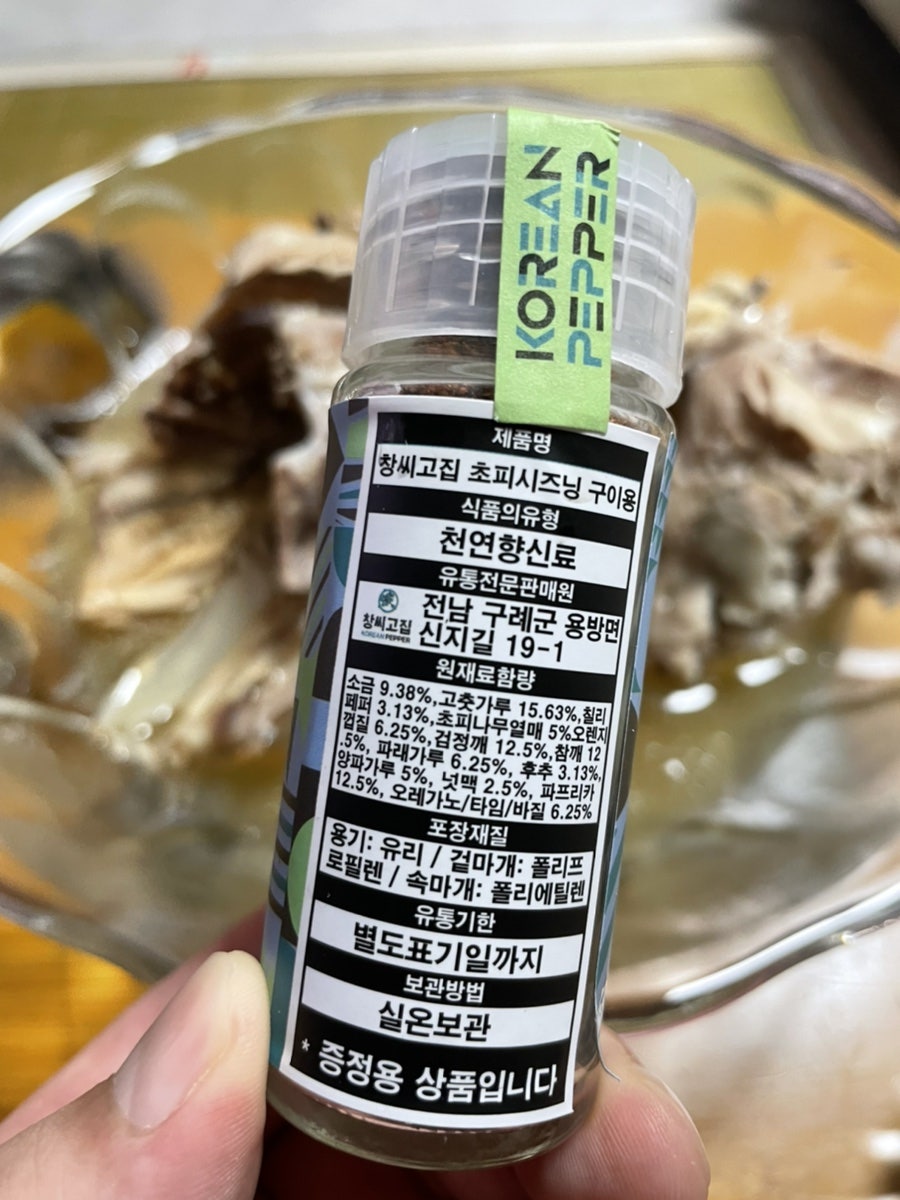 KOREAN
PEPPER
제품명
창씨고집 초피시즈닝 구이용
식품의유형
천연향신료
유통전문판매원
창씨고집
KOREAN PEPPER
전남 구례군 용방면
신지길 19-1
원재료함량
소금 9.38%,고춧가루 15.63%,칠리
페퍼 3.13%,초피나무열매 5%오렌지
껍질 6.25%,검정깨 12.5%,참깨 12
.5%, 파래가루 6.25%, 후추 3.13%,
양파가루 5%, 넛맥 2.5%, 파프리카
12.5%, 오레가노/타임/바질 6.25%
포장재질
용기: 유리 / 겉마개: 폴리프
로필렌 / 속마개: 폴리에틸렌
유통기한
별도표기일까지
보관방법
실온보관
* 증정용 상품입니다